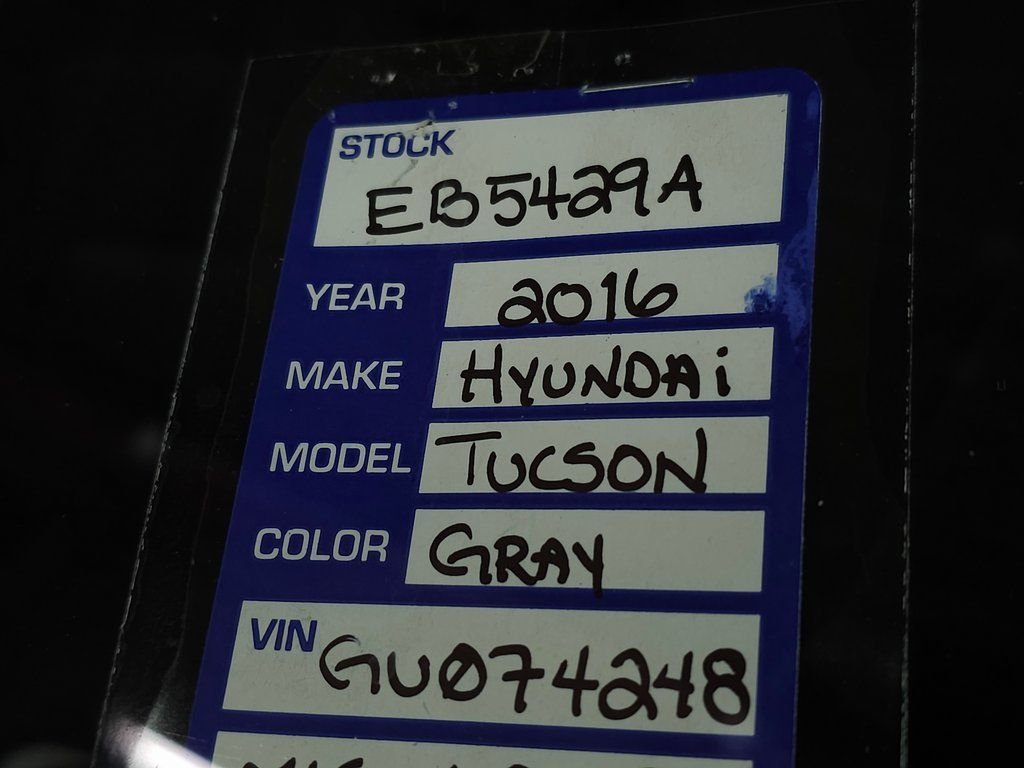 STOCK
EB5429A
YEAR 2016
MAKE HYUNDAi
MODEL TUCSON
COLOR GRAY
VIN GU074248